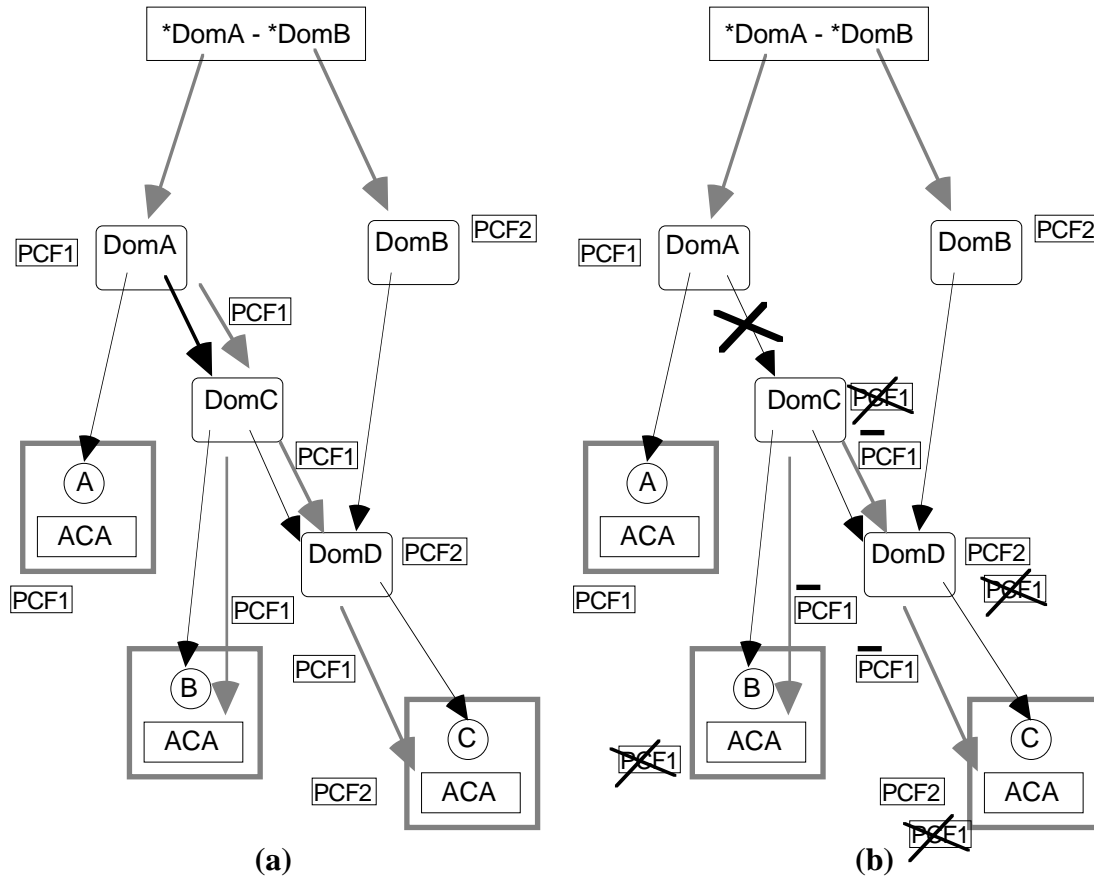 *DomA - *DomB
PCF1
DomA
DomB
PCF2
PCF1
DomC
A
ACA
PCF1
PCF1
DomD
PCF2
PCF1
B
ACA
PCF1
C
ACA
PCF2
(a)
*DomA - *DomB
PCF1
DomA
DomB
PCF2
DomC
PCF1
PCF1
A
ACA
PCF1
DomD
PCF2
PCF1
PCF1
B
ACA
PCF1
PCF1
C
ACA
PCF2
PCF1
(b)